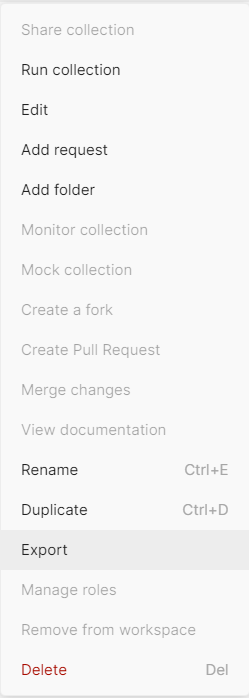 Share collection
Run collection
Edit
Add request
Add folder
Monitor collection
Mock collection
Create a fork
Create Pull Request
Merge changes
View documentation
Rename Ctrl+E
Duplicate Ctrl+D
Export
Manage roles
Remove from workspace
Delete Del